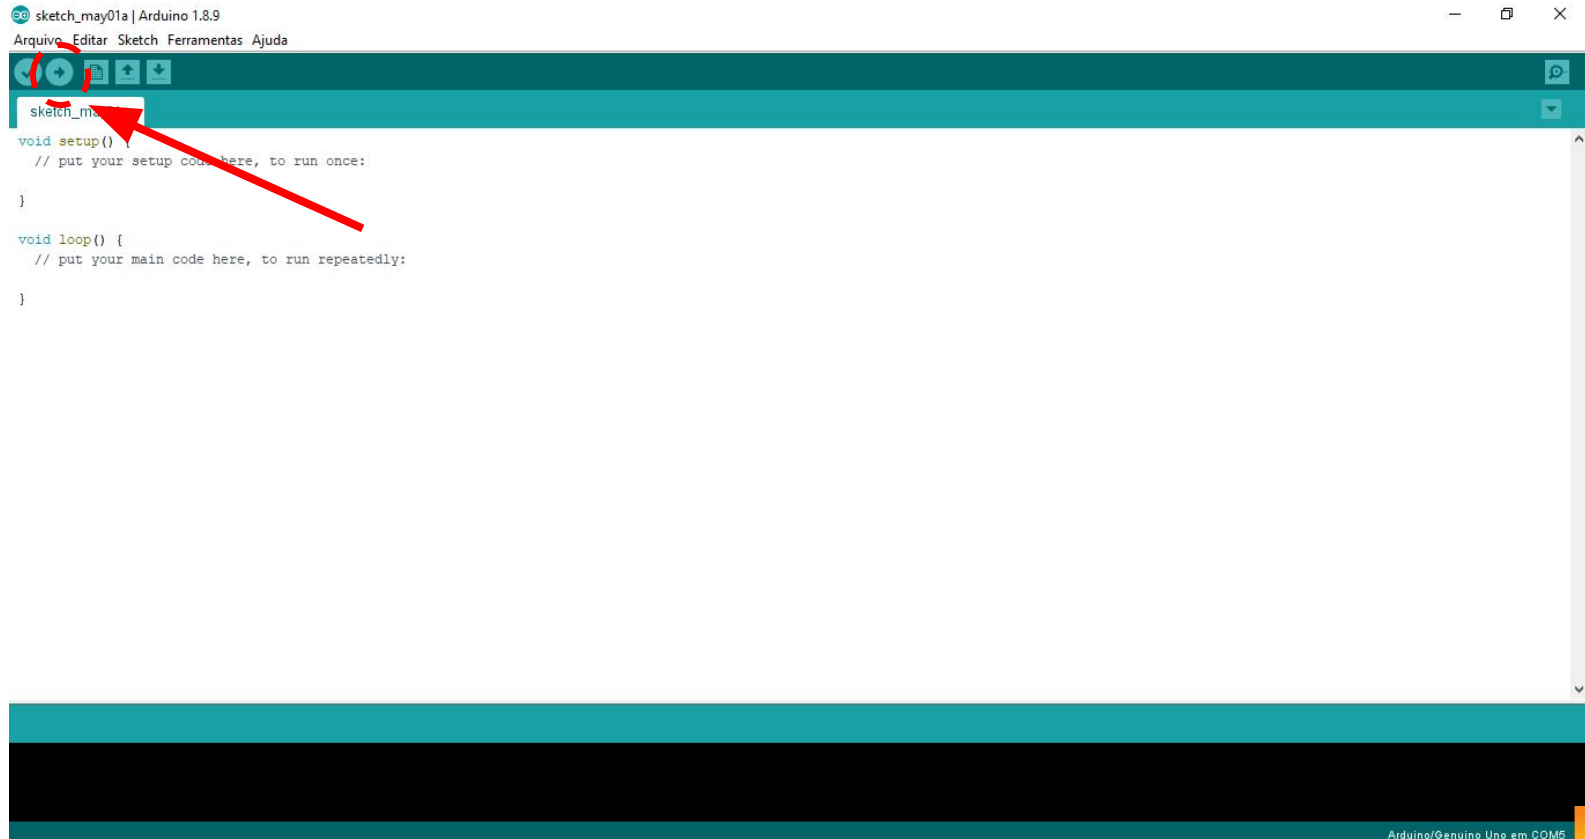 sketch_may01a | Arduino 1.8.9
Arquivo Editar Sketch Ferramentas Ajuda
void setup() {
// put your setup code here, to run once:
}
void loop() {
// put your main code here, to run repeatedly:
}
Arduino/Genuino Uno em COM5